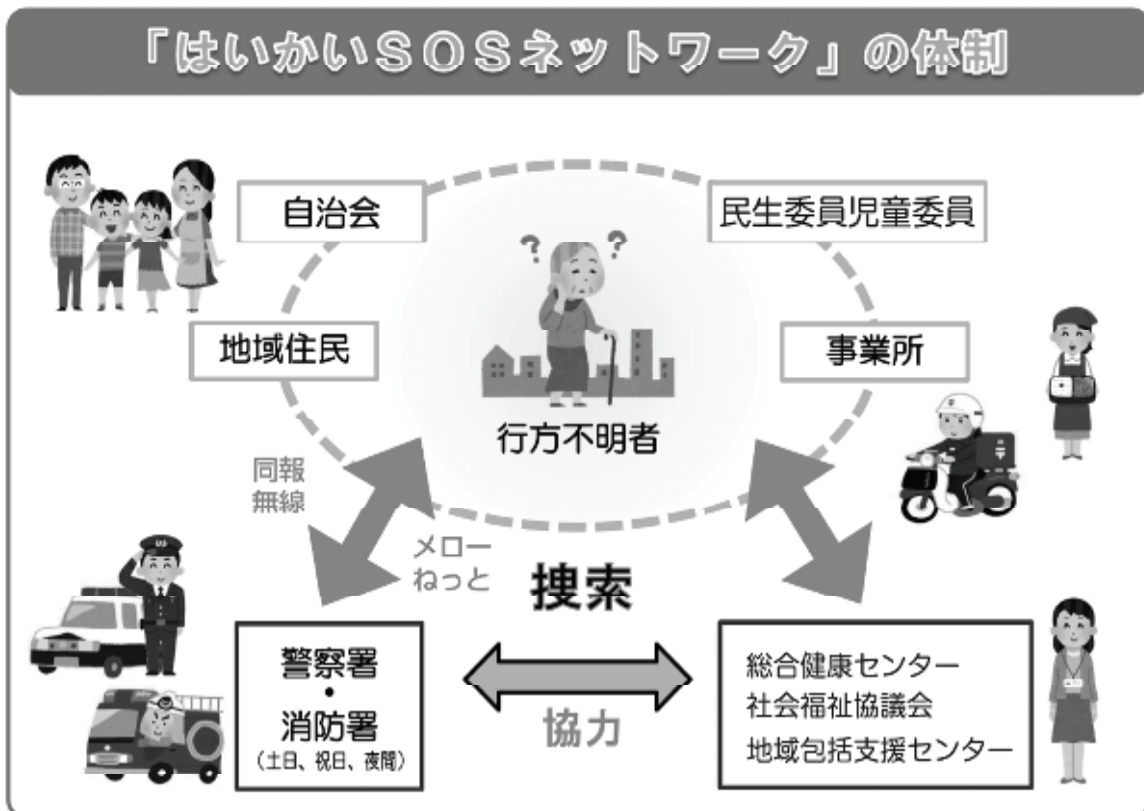 「はいかいＳＯＳネットワーク」の体制
自治会
民生委員児童委員
？ ？
地域住民
事業所
行方不明者
同報
無線
メロー
ねっと
捜索
警察署
・
消防署
（土日、祝日、夜間）
協力
総合健康センター
社会福祉協議会
地域包括支援センター